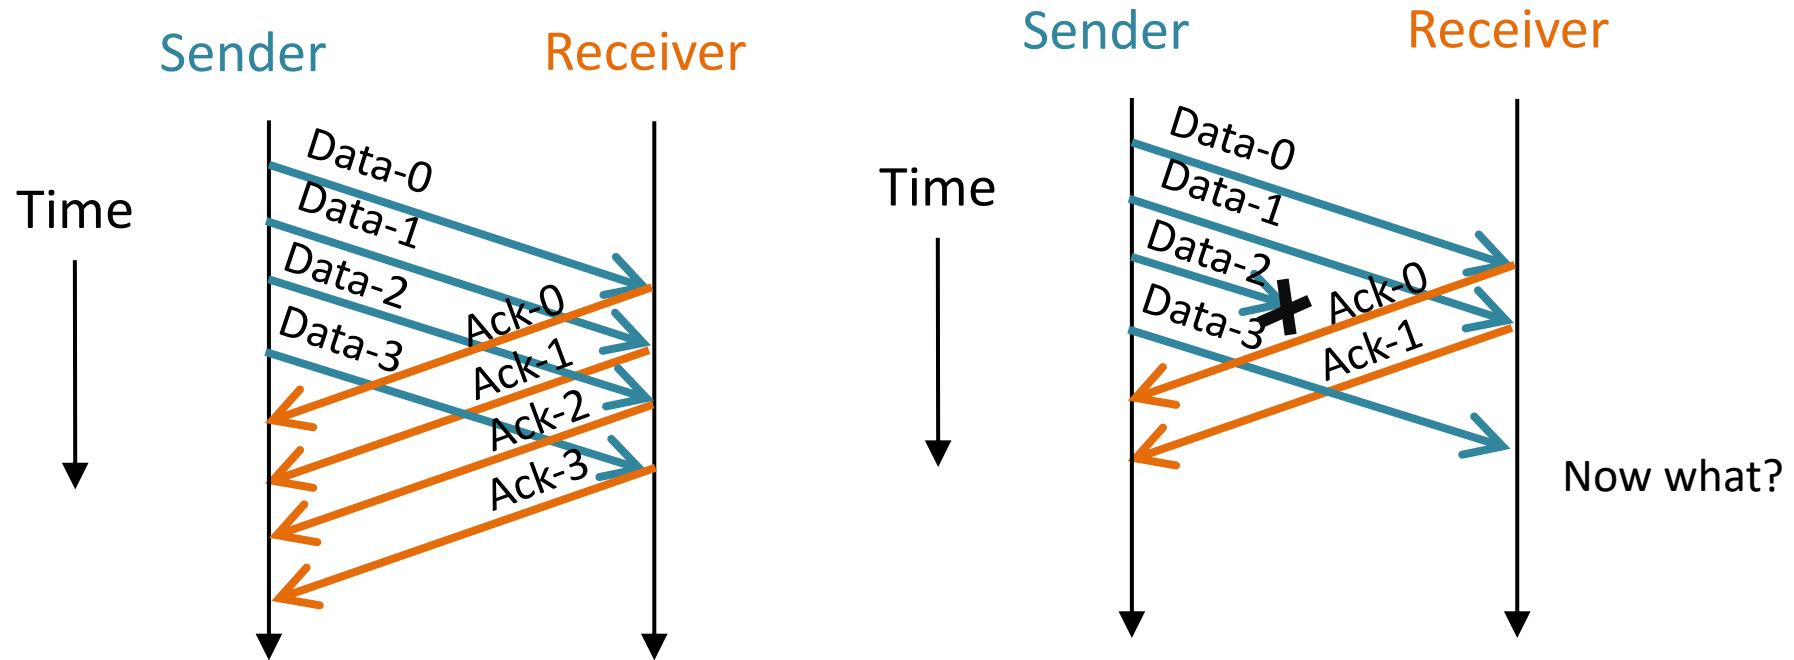 Sender
Receiver
Time
Data-0
Data-1
Data-2
Data-3
Ack-0
Ack-1
Ack-2
Ack-3
Sender
Receiver
Time
Data-0
Data-1
Data-2
Data-3
Ack-0
Ack-1
Now what?